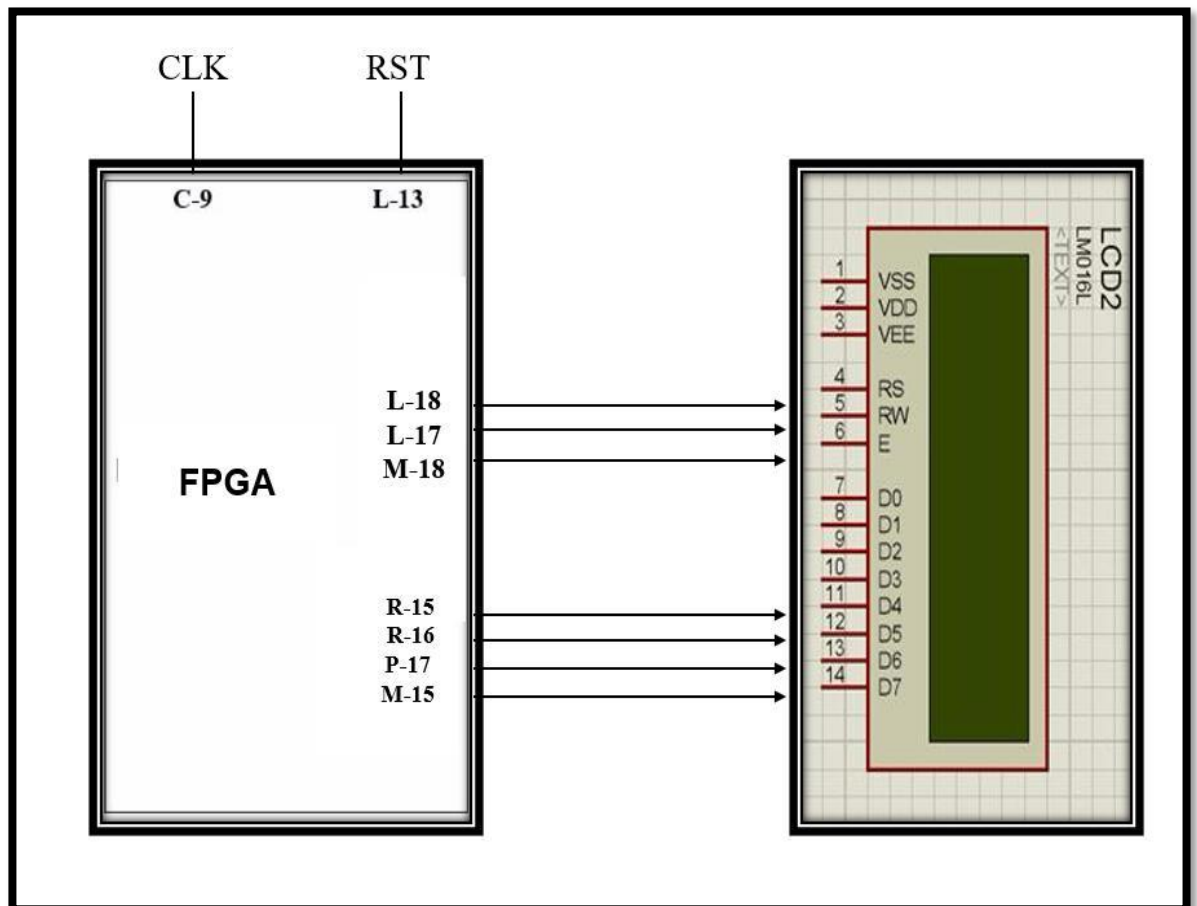 CLK
RST
C-9
L-13
L-18
L-17
M-18
FPGA
R-15
R-16
P-17
M-15
LCD2
LM016L
<TEXT>
1 VSS
2 VDD
3 VEE
4 RS
5 RW
6 E
7 D0
8 D1
9 D2
10 D3
11 D4
12 D5
13 D6
14 D7